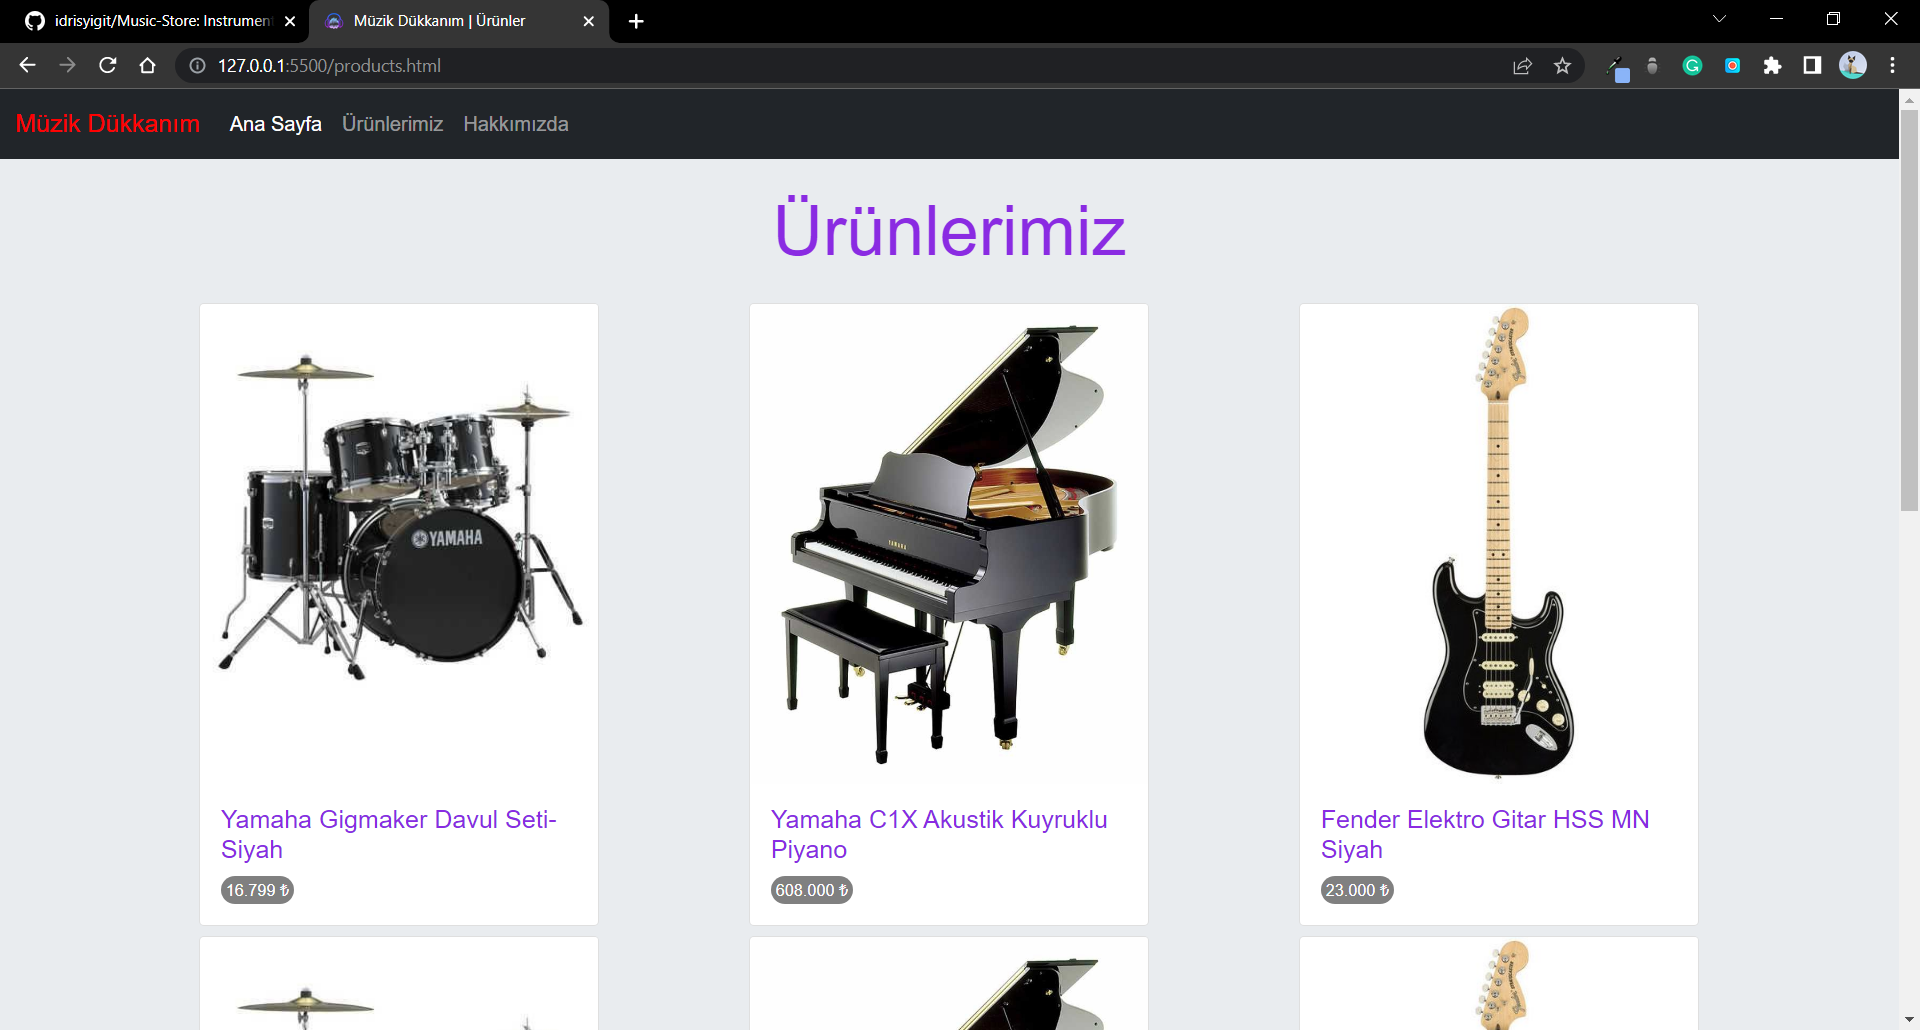 idrisyigit/Music-Store: Instrument
Müzik Dükkanım | Ürünler
127.0.0.1:5500/products.html
Müzik Dükkanım
Ana Sayfa
Ürünlerimiz
Hakkımızda
Ürünlerimiz
YAMAHA
YAMAHA
Yamaha Gigmaker Davul Seti-
Siyah
16.799 ₺
Yamaha C1X Akustik Kuyruklu
Piyano
608.000 ₺
Fender Elektro Gitar HSS MN
Siyah
23.000 ₺